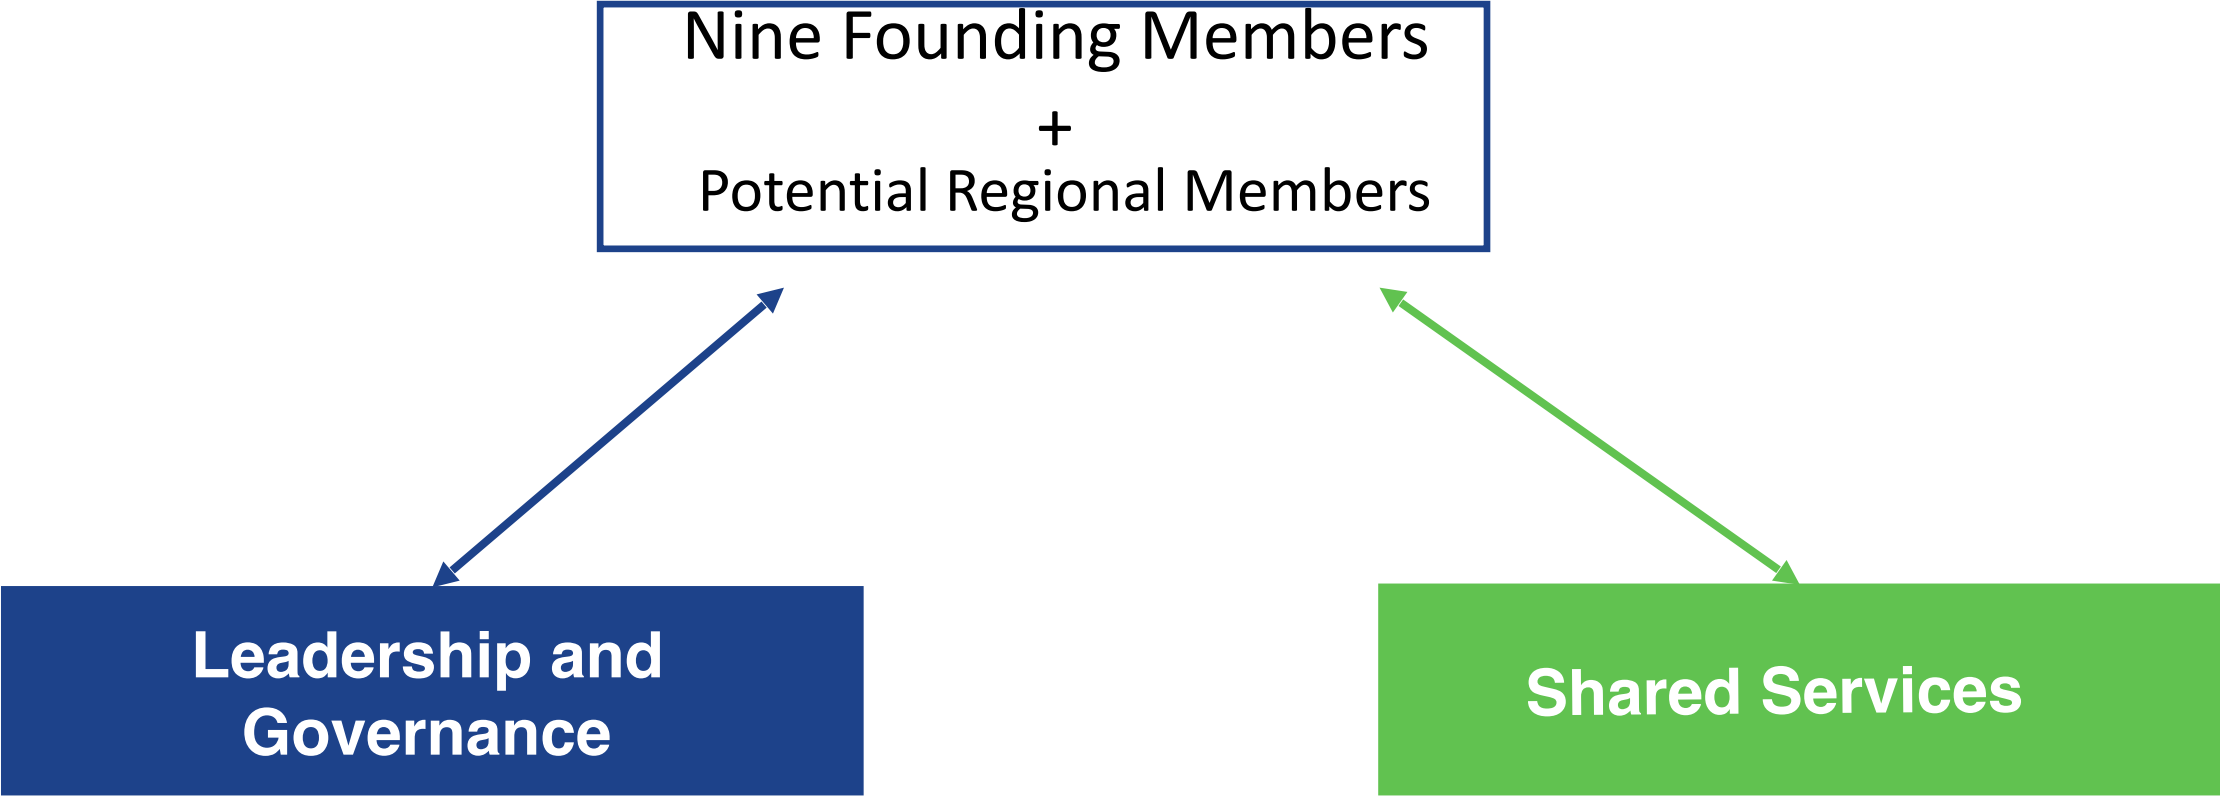 Nine Founding Members
+
Potential Regional Members
Leadership and
Governance
Shared Services